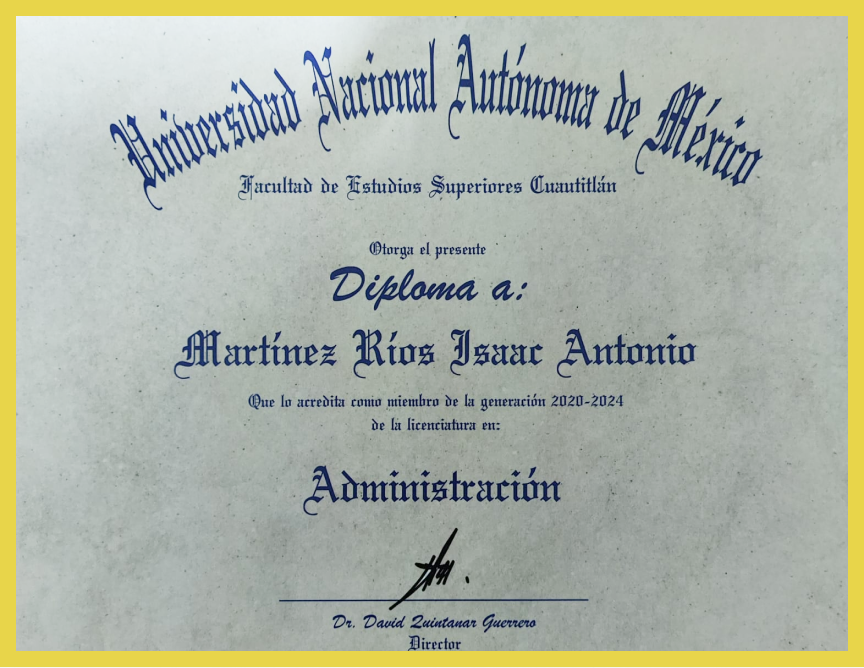 Universidad Nacional Autónoma de México
Facultad de Estudios Superiores Cuautitlán
Otorga el presente
Diploma a:
Martínez Ríos Isaac Antonio
Que lo acredita como miembro de la generación 2020-2024
de la licenciatura en:
Administración
Dr. David Quintanar Guerrero
Director